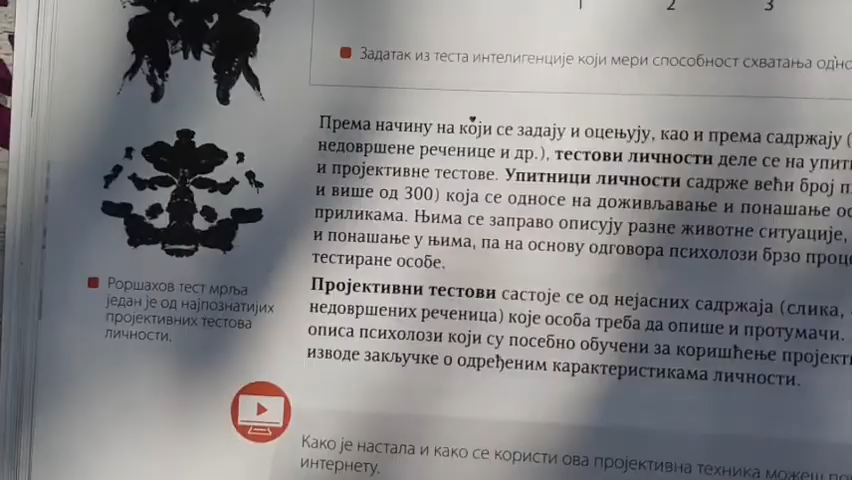 1 2 3
Задатак из теста интелигенције који мери способност схватања
Према начину на који се задају и оцењују, као и према садржају (
недовршене реченице и др.), тестови личности деле се на
и пројективне тестове. Упитници личности садрже већи број
и више од 300) која се односе на доживљавање и понашање
приликама. Њима се заправо описују разне животне ситуације,
и понашање у њима, па на основу одговора психолози брзо
тестиране особе.
Пројективни тестови састоје се од нејасних садржаја (слика,
недовршених реченица) које особа треба да опише и протумачи.
описа психолози који су посебно обучени за коришћење
изводе закључке о одређеним карактеристикама личности.
Роршахов тест мрља
један је од најпознатијих
пројективних тестова
личности.
Како је настала и како се користи ова пројективна техника можеш
интернету.